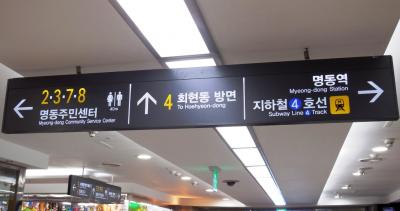 2·3·7·8
명동주민센터
Myeong-dong Community Service Center
40m
4 회현동 방면
To Hoehyeon-dong
명동역
Myeong-dong Station
지하철 4 호선
Subway Line 4 Track